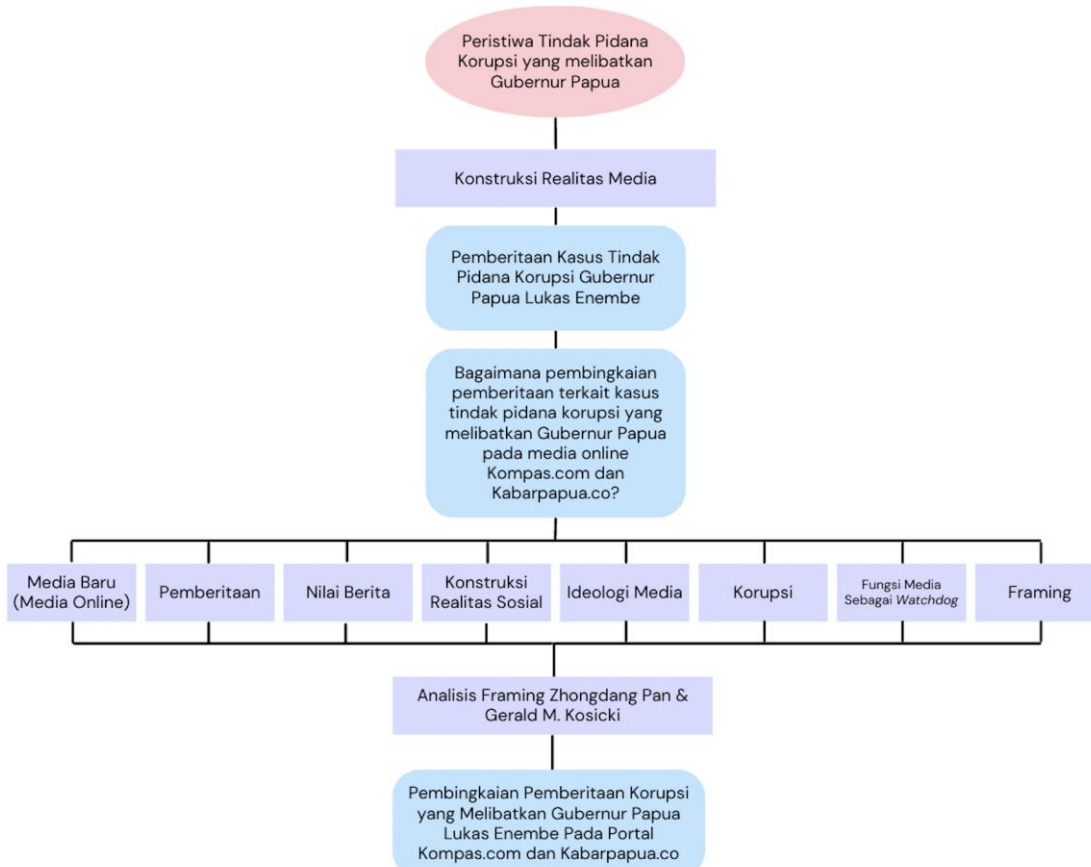 Peristiwa Tindak Pidana
Korupsi yang melibatkan
Gubernur Papua
Konstruksi Realitas Media
Pemberitaan Kasus Tindak
Pidana Korupsi Gubernur
Papua Lukas Enembe
Bagaimana pembingkaian
pemberitaan terkait kasus
tindak pidana korupsi yang
melibatkan Gubernur Papua
pada media online
Kompas.com dan
Kabarpapua.co?
Media Baru
(Media Online)
Pemberitaan
Nilai Berita
Konstruksi
Realitas Sosial
Ideologi Media
Korupsi
Fungsi Media
Sebagai Watchdog
Framing
Analisis Framing Zhongdang Pan &
Gerald M. Kosicki
Pembingkaian Pemberitaan Korupsi
yang Melibatkan Gubernur Papua
Lukas Enembe Pada Portal
Kompas.com dan Kabarpapua.co